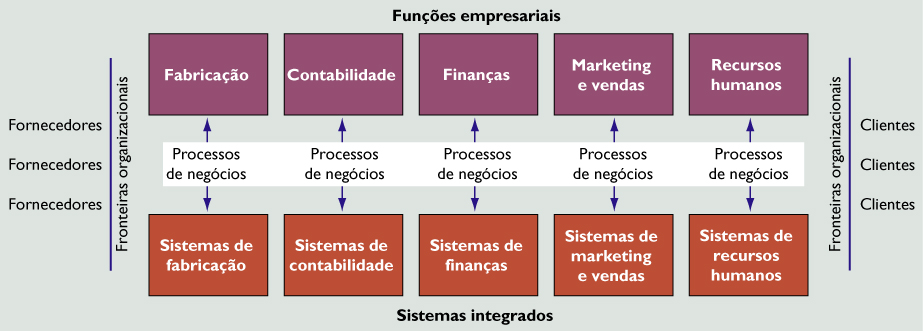 Funções empresariais
Fabricação
Contabilidade
Finanças
Marketing
e vendas
Recursos
humanos
Fornecedores
Fornecedores
Fornecedores
Fronteiras organizacionais
Processos
de negócios
Processos
de negócios
Processos
de negócios
Processos
de negócios
Processos
de negócios
Fronteiras organizacionais
Clientes
Clientes
Clientes
Sistemas de
fabricação
Sistemas de
contabilidade
Sistemas de
finanças
Sistemas de
marketing
e vendas
Sistemas de
recursos
humanos
Sistemas integrados